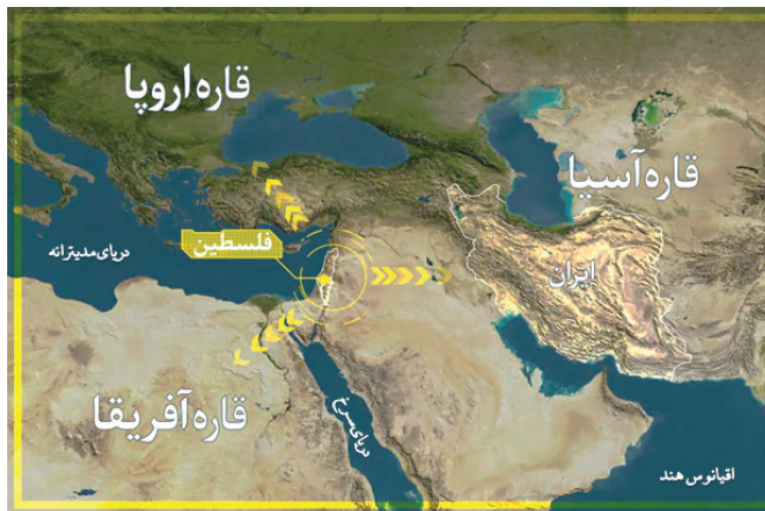 قاره اروپا
قاره آسیا
فلسطین
دریای مدیترانه
ایران
قاره آفریقا
دریای سرخ
اقیانوس هند